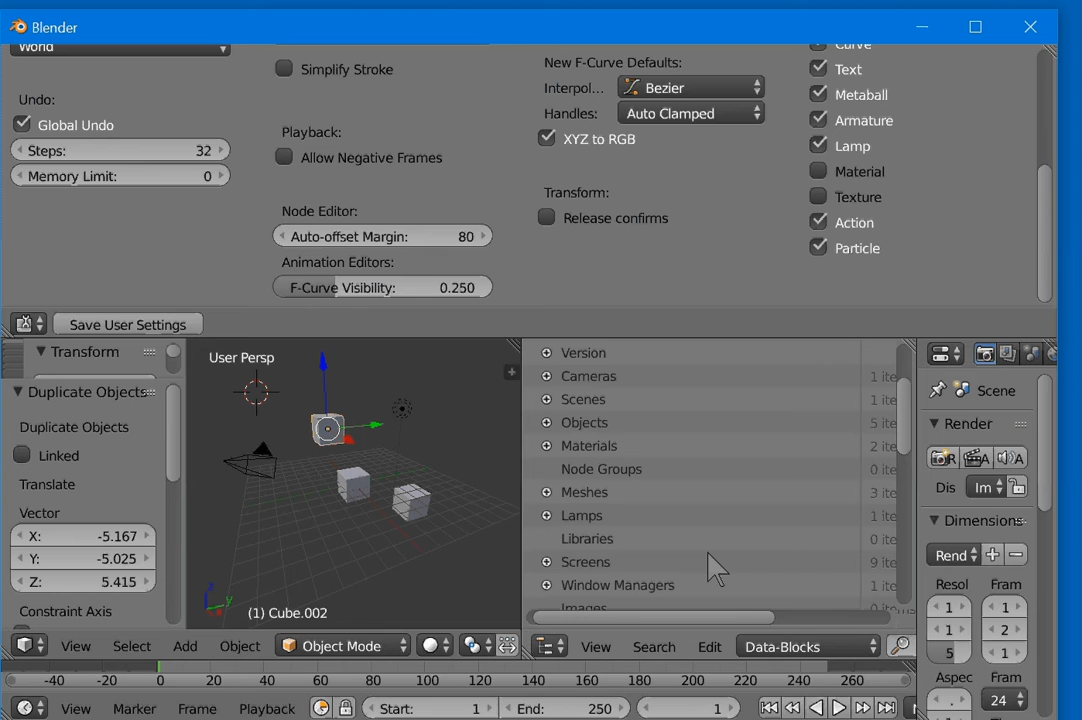 Blender
World
Undo:
Global Undo
Steps: 32
Memory Limit: 0
Simplify Stroke
Playback:
Allow Negative Frames
Node Editor:
Auto-offset Margin: 80
Animation Editors:
F-Curve Visibility: 0.250
New F-Curve Defaults:
Interpol... Bezier
Handles: Auto Clamped
XYZ to RGB
Transform:
Release confirms
Curve
Text
Metaball
Armature
Lamp
Material
Texture
Action
Particle
Save User Settings
Transform
Duplicate Objects
Duplicate Objects
Linked
Translate
Vector
X: -5.167
Y: -5.025
Z: 5.415
Constraint Axis
User Persp
(1) Cube.002
View Select Add Object Object Mode
Version
Cameras 1 ite
Scenes 1 ite
Objects 5 ite
Materials 2 ite
Node Groups 0 ite
Meshes 3 ite
Lamps 1 ite
Libraries 0 ite
Screens 9 ite
Window Managers 1 ite
Images 0 items
View Search Edit Data-Blocks
Scene
Render
R A A
Dis Im
Dimensions
Rend
Resol Fram
1 1
1 2
5 1
Aspec Fram
24
-40 -20 0 20 40 60 80 100 120 140 160 180 200 220 240 260
View Marker Frame Playback Start: 1 End: 250 1